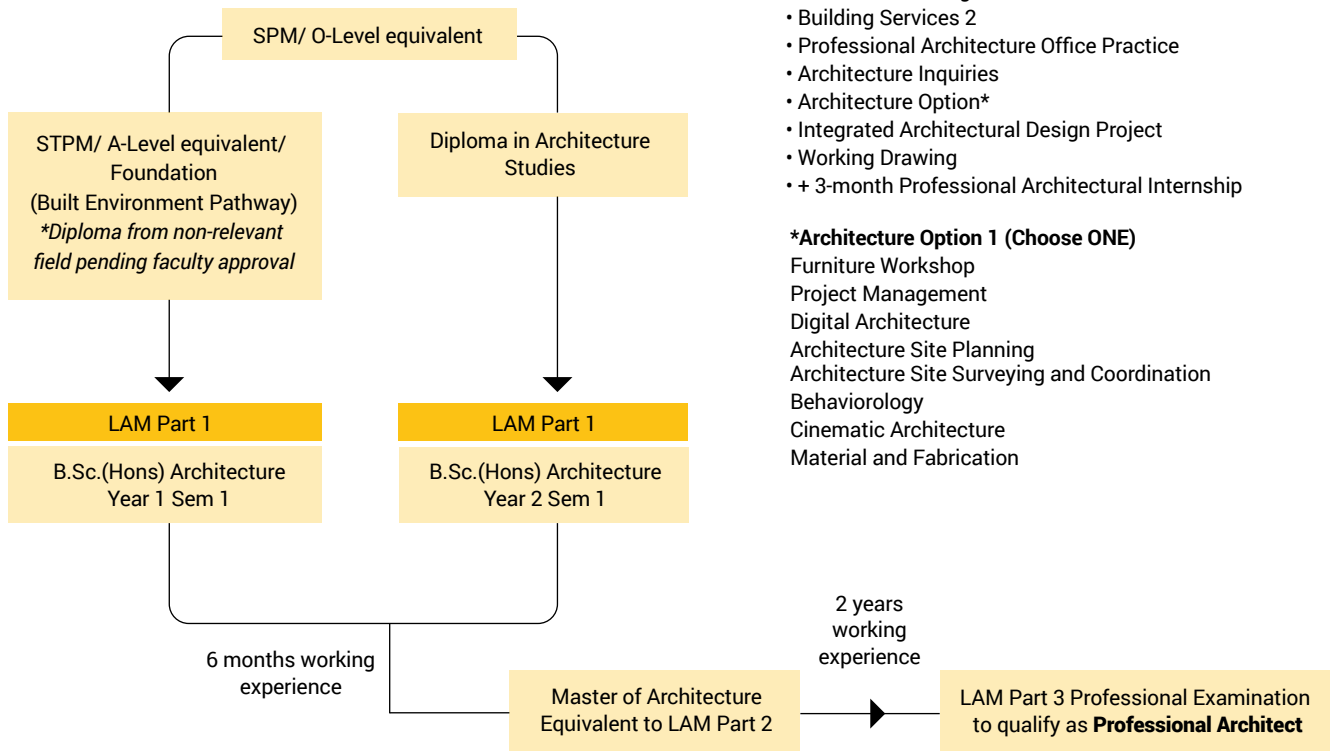 SPM/ O-Level equivalent
STPM/ A-Level equivalent/
Foundation
(Built Environment Pathway)
*Diploma from non-relevant
field pending faculty approval
Diploma in Architecture
Studies
LAM Part 1
B.Sc.(Hons) Architecture
Year 1 Sem 1
LAM Part 1
B.Sc.(Hons) Architecture
Year 2 Sem 1
6 months working
experience
Master of Architecture
Equivalent to LAM Part 2
2 years
working
experience
LAM Part 3 Professional Examination
to qualify as Professional Architect
• Building Services 2
• Professional Architecture Office Practice
• Architecture Inquiries
• Architecture Option*
• Integrated Architectural Design Project
• Working Drawing
• + 3-month Professional Architectural Internship
*Architecture Option 1 (Choose ONE)
Furniture Workshop
Project Management
Digital Architecture
Architecture Site Planning
Architecture Site Surveying and Coordination
Behaviorology
Cinematic Architecture
Material and Fabrication